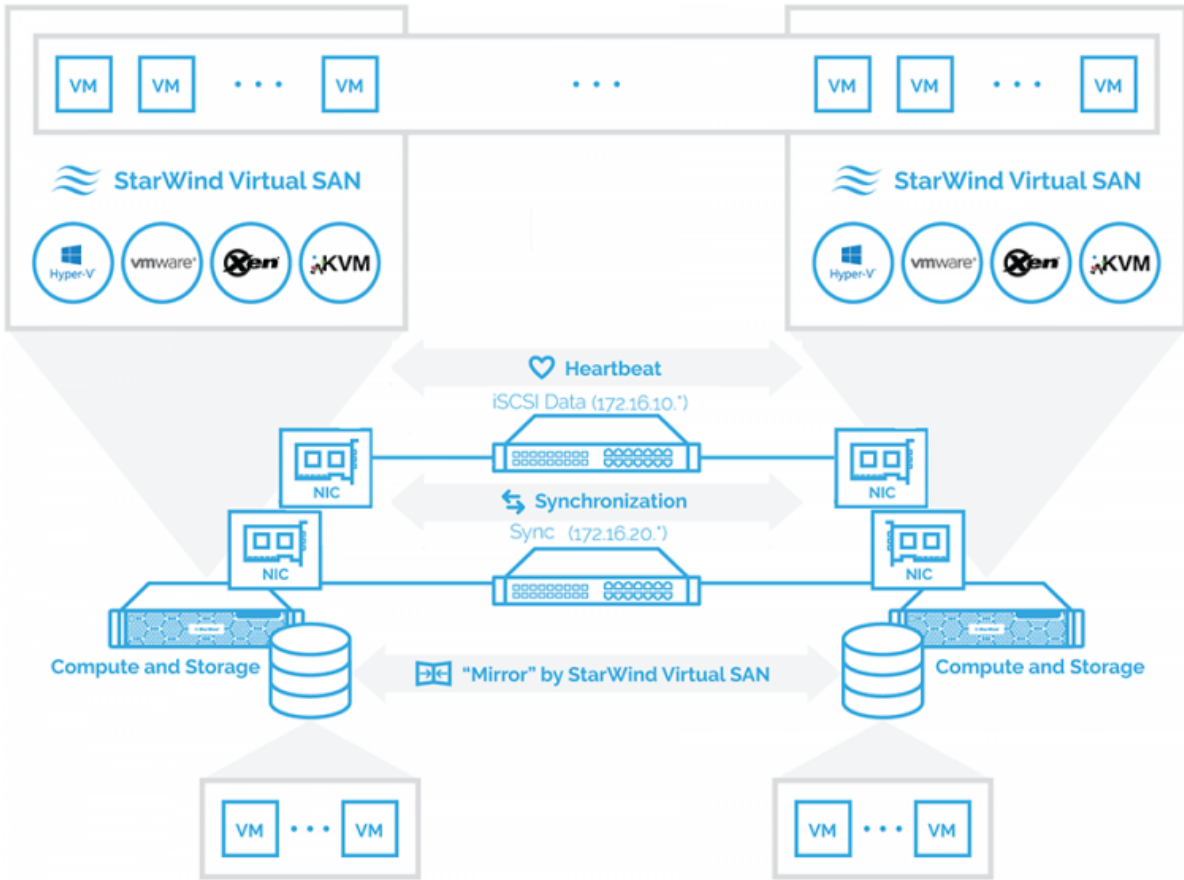 VM VM ... VM ... VM VM ... VM
StarWind Virtual SAN
StarWind Virtual SAN
Hyper-V vmware Xen KVM
Hyper-V vmware Xen KVM
Heartbeat
iSCSI Data (172.16.10.*)
NIC
NIC
Synchronization
Sync (172.16.20.*)
NIC
NIC
Compute and Storage
"Mirror" by StarWind Virtual SAN
Compute and Storage
VM ... VM
VM ... VM